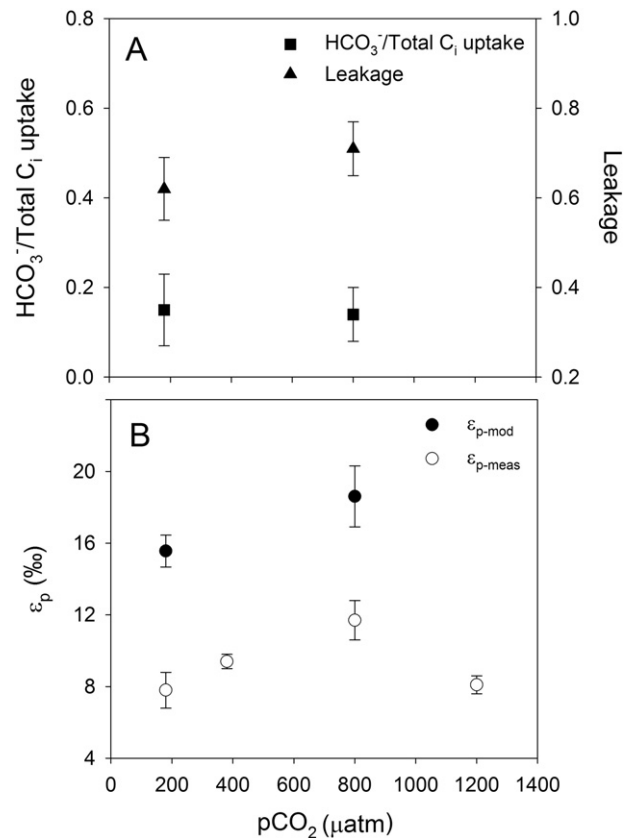 A
HCO₃⁻/Total Cᵢ uptake
Leakage
0.8
0.6
0.4
0.2
0.0
HCO₃⁻/Total Cᵢ uptake
1.0
0.8
0.6
0.4
0.2
Leakage
B
εp-mod
εp-meas
20
16
12
8
4
εp (‰)
0 200 400 600 800 1000 1200 1400
pCO₂ (µatm)